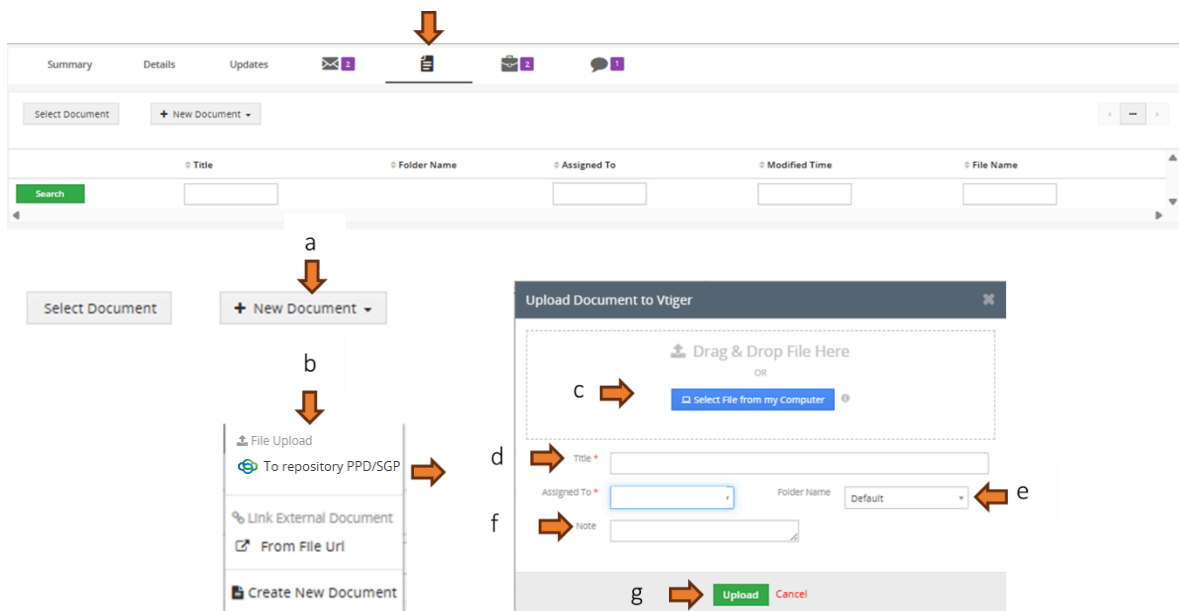 Summary Details Updates 2 2 1
Select Document + New Document
Title Folder Name Assigned To Modified Time File Name
Search
a
Select Document + New Document
b
File Upload
To repository PPD/SGP
Link External Document
From File Url
Create New Document
Upload Document to Vtiger
Drag & Drop File Here
OR
c Select File from my Computer
d Title *
Assigned To * Folder Name Default e
f Note
g Upload Cancel